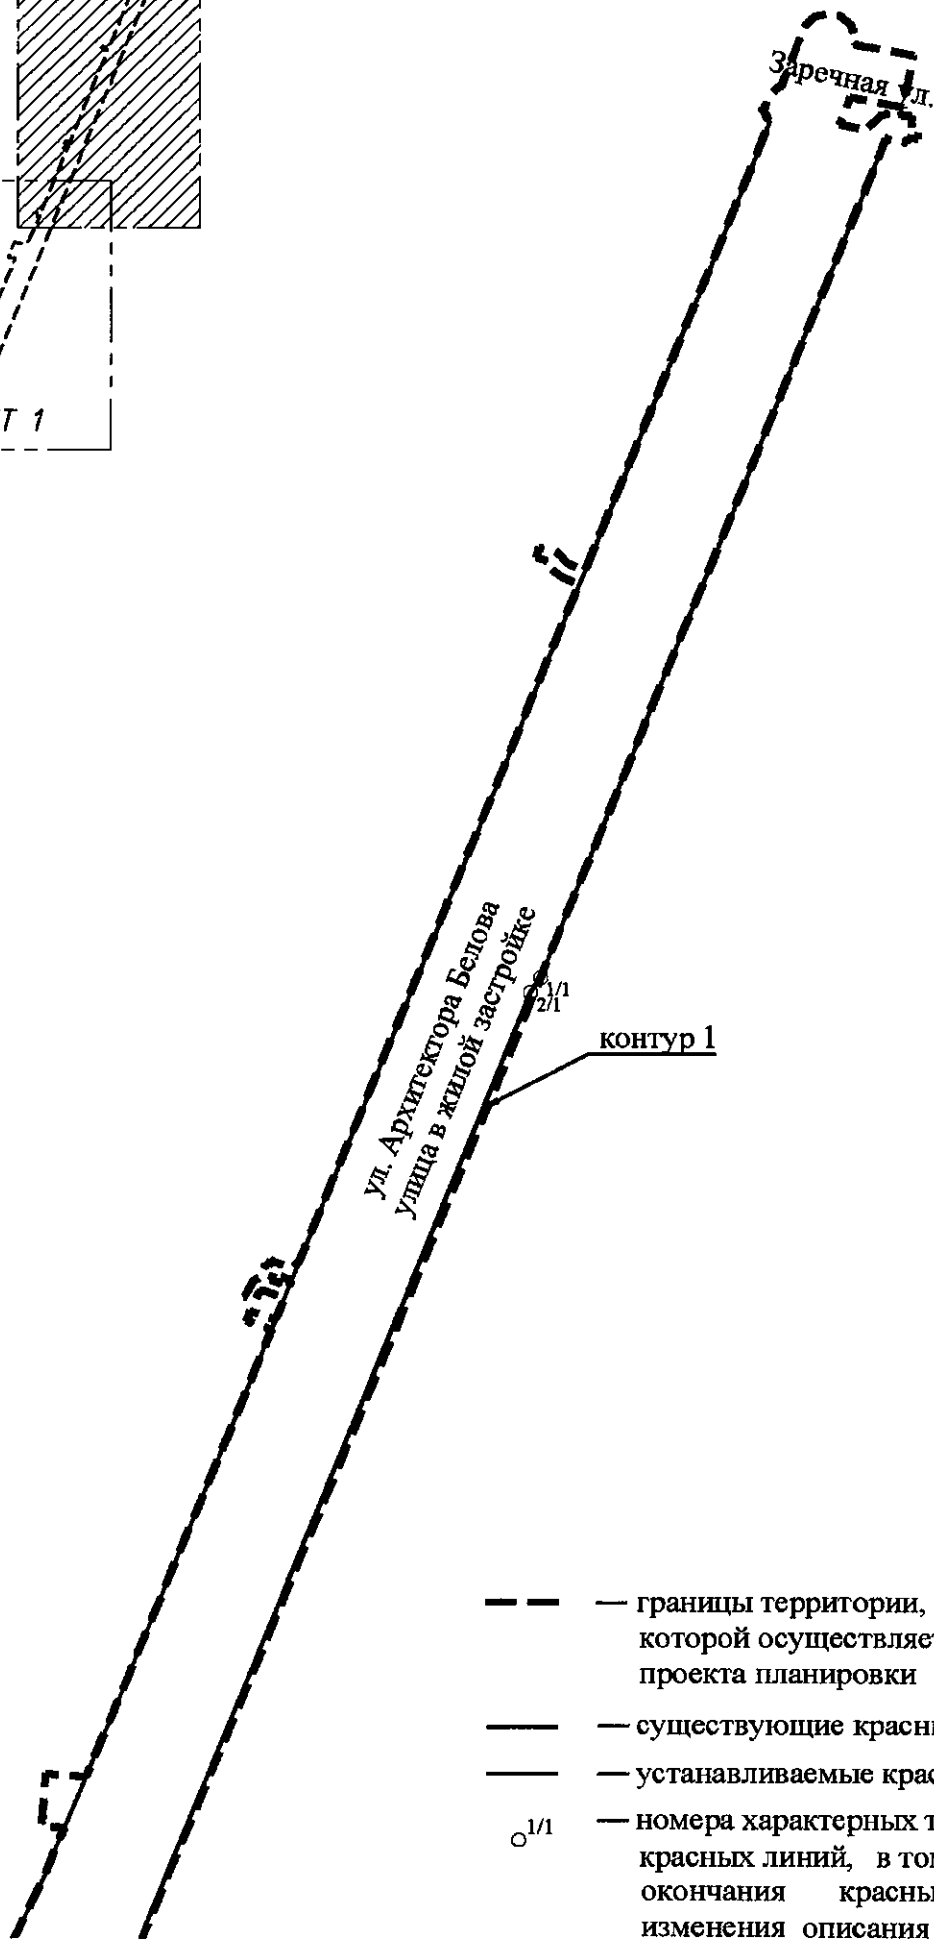 Заречная ул.
Т 1
ул. Архитектора Белова
улица в жилой застройке
1/1
2/1
контур 1
— границы территории,
которой осуществляет
проекта планировки
— существующие красн
— устанавливаемые крас
1/1 — номера характерных т
красных линий, в том
окончания красны
изменения описания